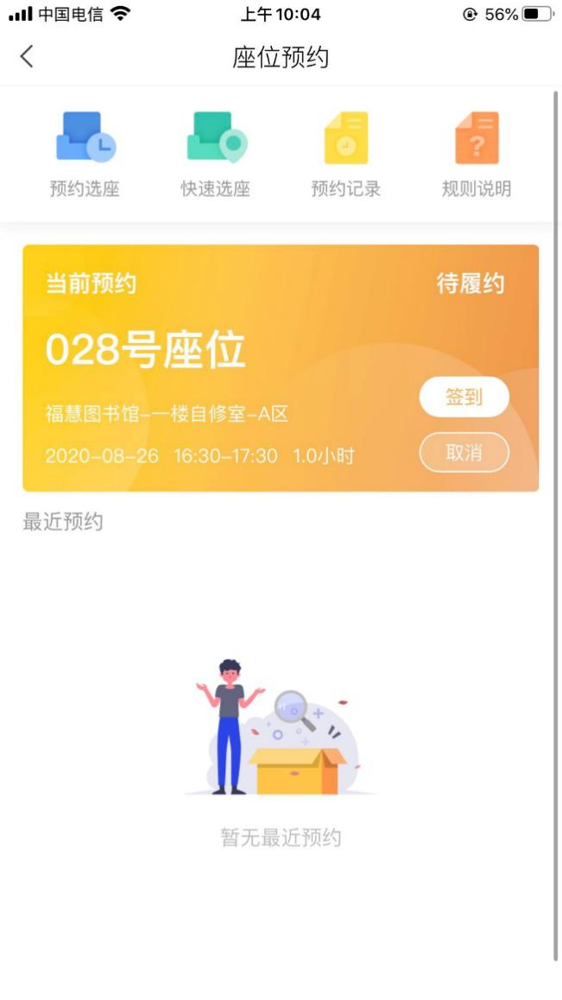 中国电信 上午10:04 56%
座位预约
预约选座 快速选座 预约记录 规则说明
当前预约 待履约
028号座位
签到
福慧图书馆-一楼自修室-A区
2020-08-26 16:30-17:30 1.0小时 取消
最近预约
暂无最近预约